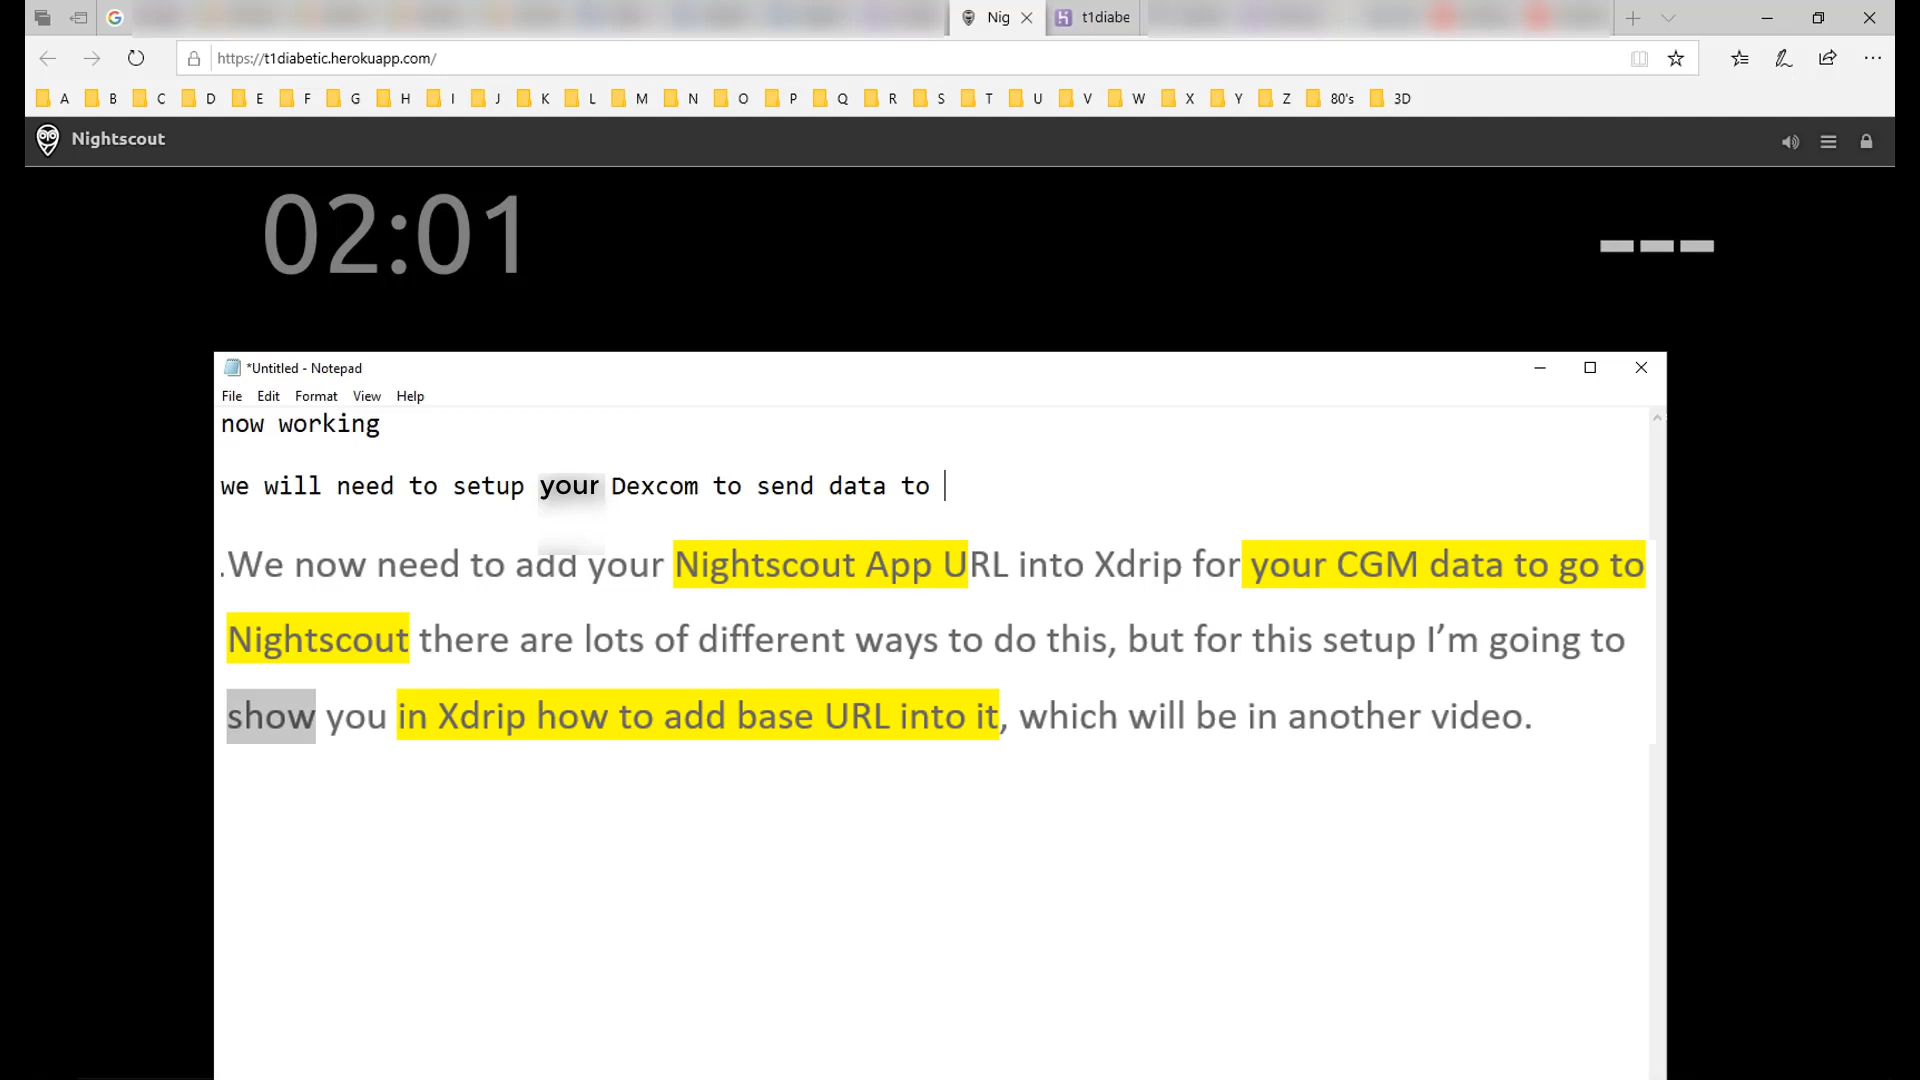 Nig
t1diabe
https://t1diabetic.herokuapp.com/
A B C D E F G H I J K L M N O P Q R S T U V W X Y Z 80's 3D
Nightscout
02:01
---
*Untitled - Notepad
File Edit Format View Help
now working
we will need to setup your Dexcom to send data to
.We now need to add your Nightscout App URL into Xdrip for your CGM data to go to
Nightscout there are lots of different ways to do this, but for this setup I’m going to
show you in Xdrip how to add base URL into it, which will be in another video.